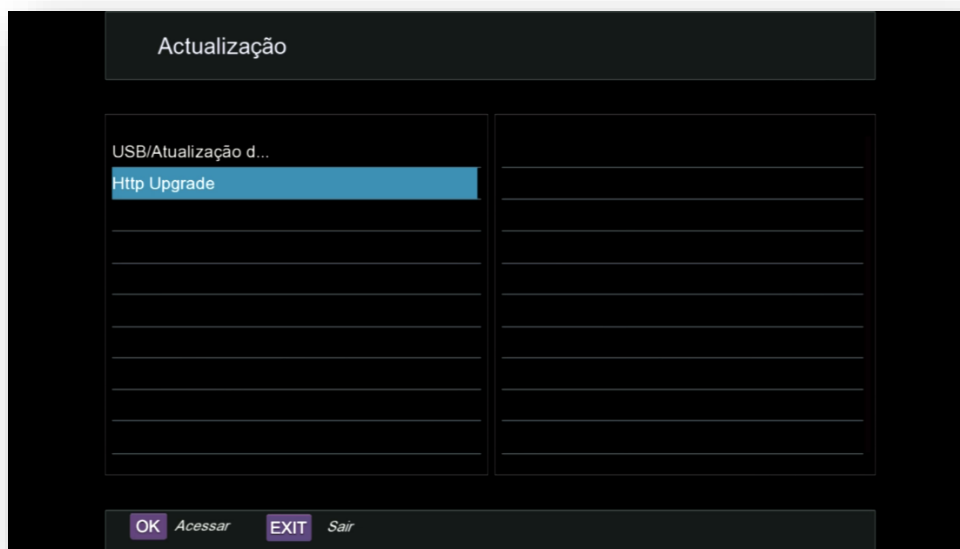 Actualização
USB/Atualização d...
Http Upgrade
OK Acessar EXIT Sair